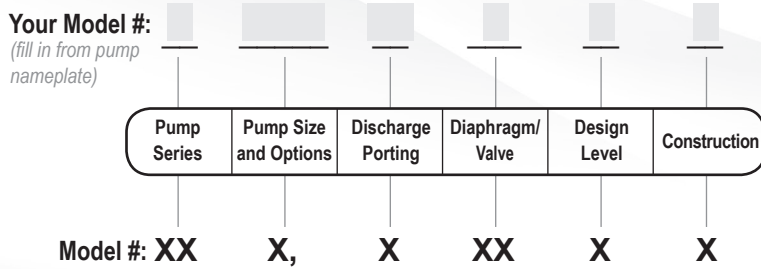 Your Model #:
(fill in from pump
nameplate)
Pump Series
Pump Size and Options
Discharge Porting
Diaphragm/ Valve
Design Level
Construction
Model #: XX X, X XX X X